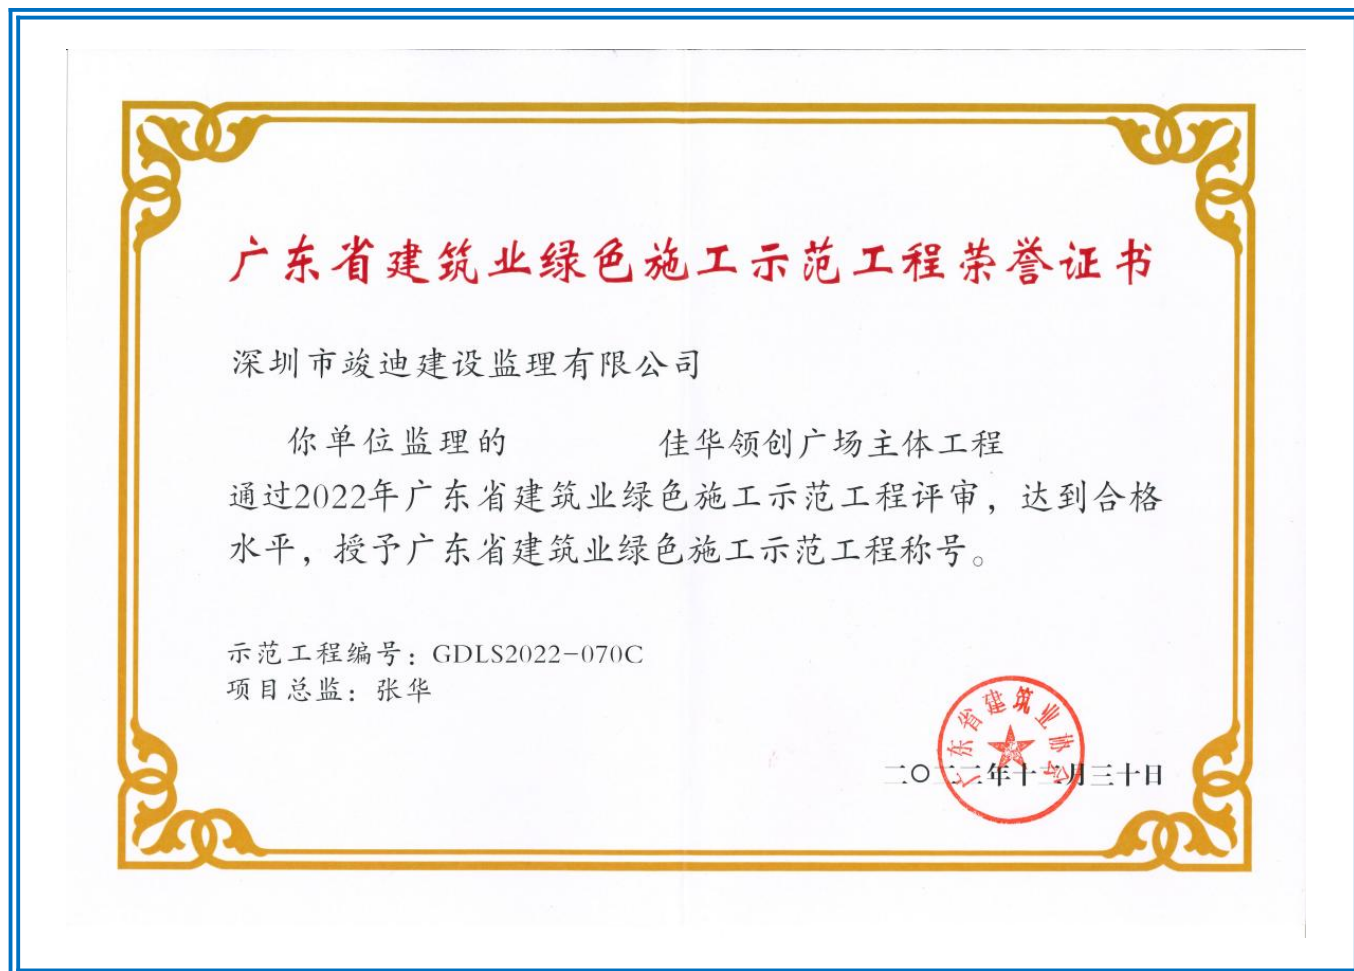 广东省建筑业绿色施工示范工程荣誉证书
深圳市竣迪建设监理有限公司
你单位监理的 佳华领创广场主体工程
通过2022年广东省建筑业绿色施工示范工程评审，达到合格
水平，授予广东省建筑业绿色施工示范工程称号。
示范工程编号：GDLS2022-070C
项目总监：张华
广东省建筑业协会
二〇二二年十二月三十日